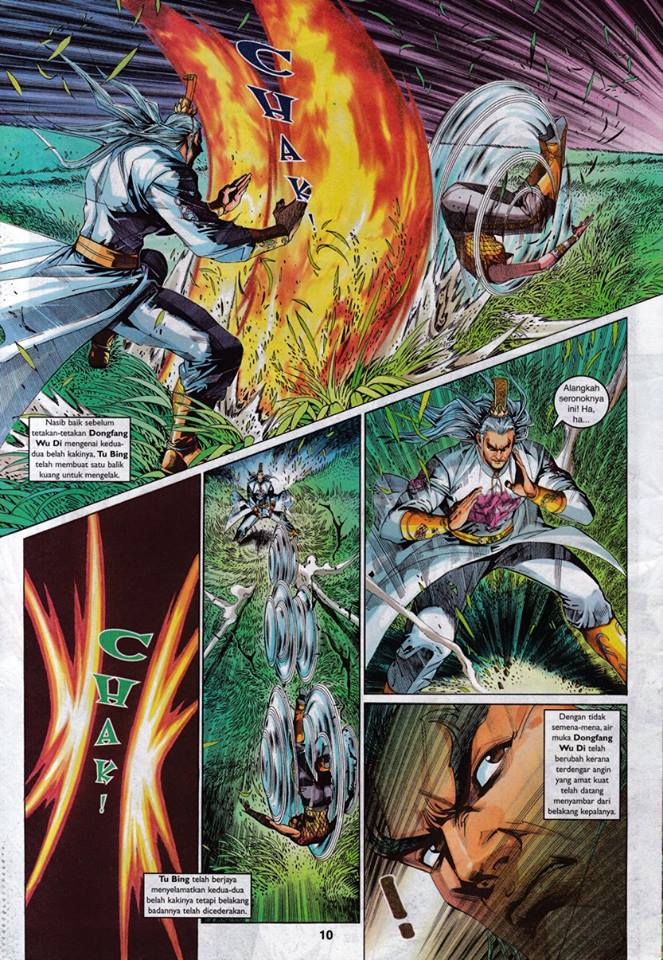 CHAK!
Nasib baik sebelum
tetakan-tetakan Dongfang
Wu Di mengenai kedua-
dua belah kakinya, Tu Bing
telah membuat satu balik
kuang untuk mengelak.
CHAK!
Tu Bing telah berjaya
menyelamatkan kedua-dua
belah kakinya tetapi belakang
badannya telah dicederakan.
Alangkah
seronoknya
ini! Ha,
ha...
Dengan tidak
semena-mena, air
muka Dongfang
Wu Di telah
berubah kerana
terdengar angin
yang amat kuat
telah datang
menyambar dari
belakang kepalanya.
!
10